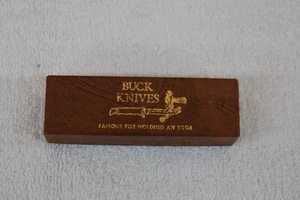 BUCK
KNIVES
FAMOUS FOR HOLDING AN EDGE